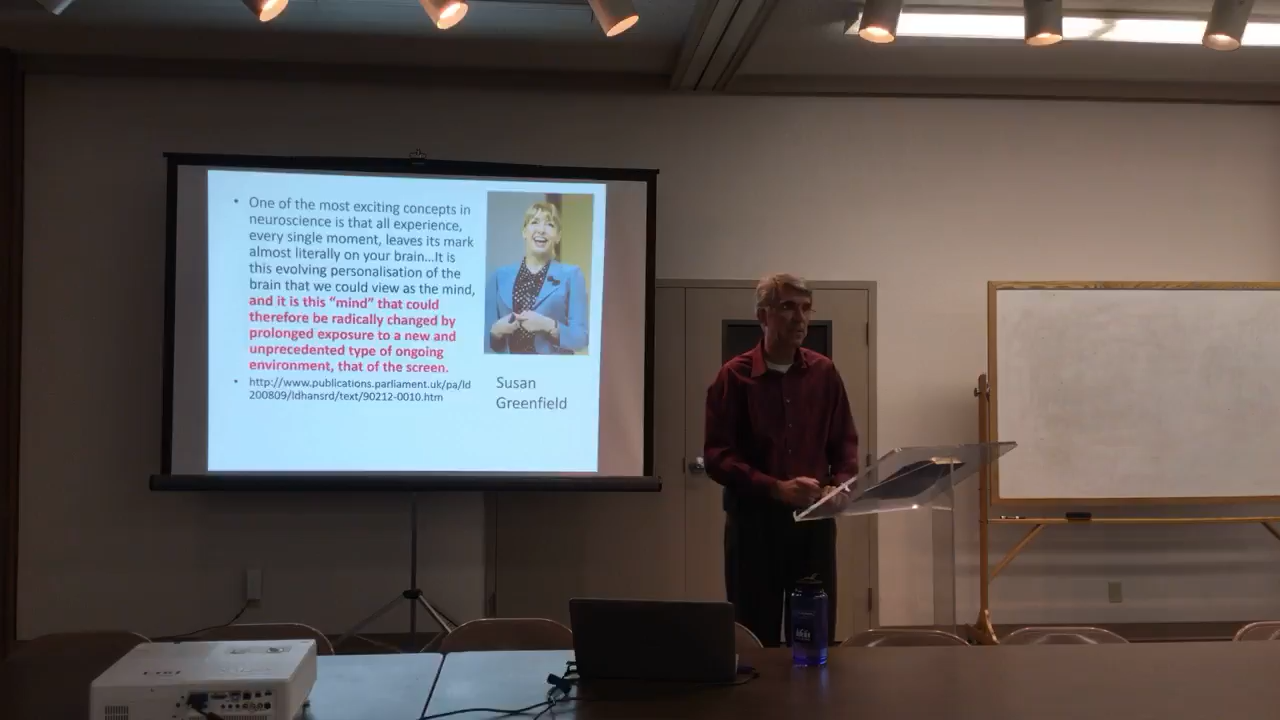 One of the most exciting concepts in
neuroscience is that all experience,
every single moment, leaves its mark
almost literally on your brain...It is
this evolving personalisation of the
brain that we could view as the mind,
and it is this “mind” that could
therefore be radically changed by
prolonged exposure to a new and
unprecedented type of ongoing
environment, that of the screen.
http://www.publications.parliament.uk/pa/ld
200809/ldhansrd/text/90212-0010.htm
Susan
Greenfield